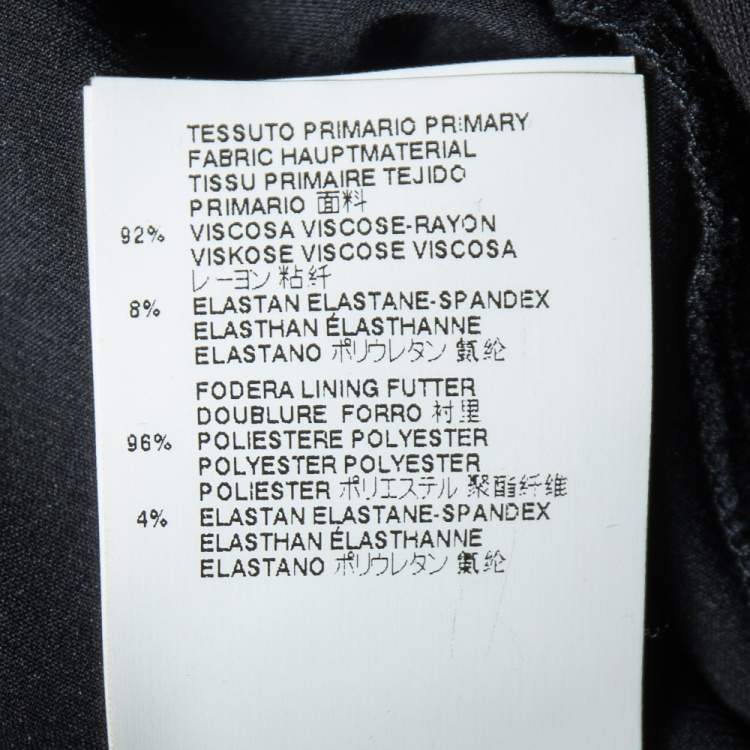 TESSUTO PRIMARIO PRIMARY
FABRIC HAUPTMATERIAL
TISSU PRIMAIRE TEJIDO
PRIMARIO 面料
92% VISCOSA VISCOSE-RAYON
VISKOSE VISCOSE VISCOSA
レーヨン 粘纤
8% ELASTAN ELASTANE-SPANDEX
ELASTHAN ÉLASTHANNE
ELASTANO ポリウレタン 氨纶
FODERA LINING FUTTER
DOUBLURE FORRO 衬里
96% POLIESTERE POLYESTER
POLYESTER POLYESTER
POLIESTER ポリエステル 聚酯纤维
4% ELASTAN ELASTANE-SPANDEX
ELASTHAN ÉLASTHANNE
ELASTANO ポリウレタン 氨纶